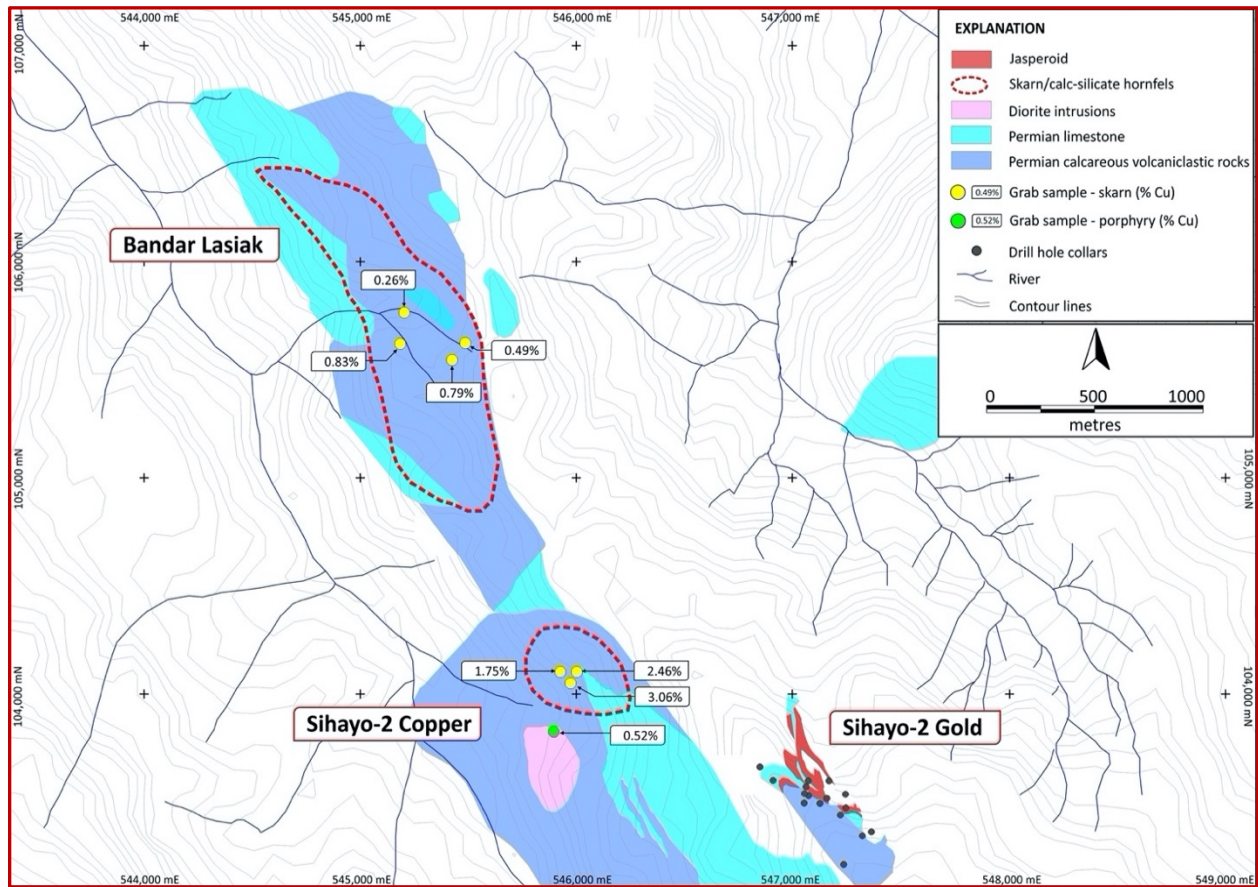 544,000 mE
545,000 mE
546,000 mE
547,000 mE
107,000 mN
106,000 mN
105,000 mN
104,000 mN
EXPLANATION
Jasperoid
Skarn/calc-silicate hornfels
Diorite intrusions
Permian limestone
Permian calcareous volcaniclastic rocks
0.49% Grab sample - skarn (% Cu)
0.52% Grab sample - porphyry (% Cu)
Drill hole collars
River
Contour lines
0 500 1000
metres
Bandar Lasiak
0.26%
0.83%
0.49%
0.79%
105,000 mN
104,000 mN
1.75%
2.46%
3.06%
Sihayo-2 Copper
0.52%
Sihayo-2 Gold
544,000 mE
545,000 mE
546,000 mE
547,000 mE
548,000 mE
549,000 mE